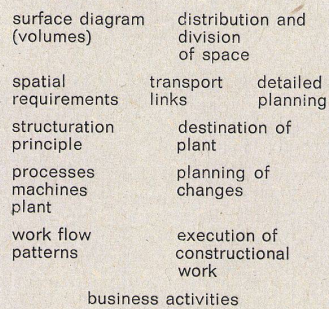 surface diagram distribution and
(volumes) division
of space
spatial transport detailed
requirements links planning
structuration destination of
principle plant
processes planning of
machines changes
plant
work flow execution of
patterns constructional
work
business activities